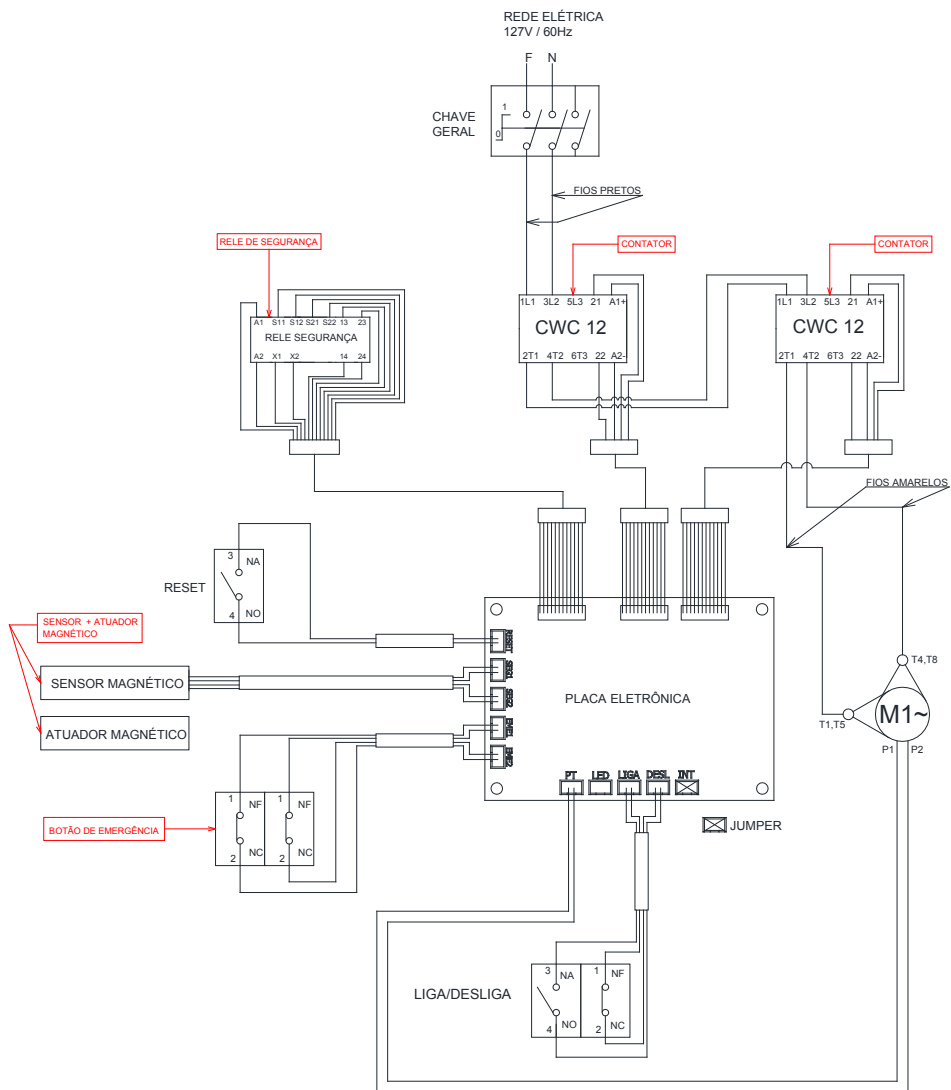 REDE ELÉTRICA
127V / 60Hz
F N
CHAVE
GERAL
1
0
FIOS PRETOS
RELE DE SEGURANÇA
CONTATOR
CONTATOR
A1 S11 S12 S21 S22 13 23
RELE SEGURANÇA
A2 X1 X2 14 24
1L1 3L2 5L3 21 A1+
CWC 12
2T1 4T2 6T3 22 A2-
1L1 3L2 5L3 21 A1+
CWC 12
2T1 4T2 6T3 22 A2-
FIOS AMARELOS
RESET
3 NA
4 NO
SENSOR + ATUADOR
MAGNÉTICO
SENSOR MAGNÉTICO
ATUADOR MAGNÉTICO
RESET
SEG1
SEG2
EME1
EME2
PLACA ELETRÔNICA
PT LED LIGA DESL INT
JUMPER
T4,T8
T1,T5
M1~
P1 P2
BOTÃO DE EMERGÊNCIA
1 NF 1 NF
2 NC 2 NC
LIGA/DESLIGA
3 NA 1 NF
4 NO 2 NC